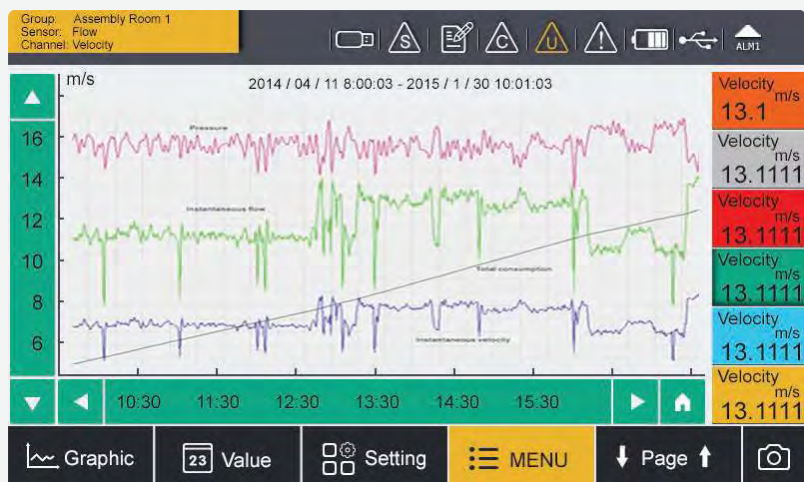 Group: Assembly Room 1
Sensor: Flow
Channel: Velocity
S
C
U
ALM1
m/s
2014 / 04 / 11 8:00:03 - 2015 / 1 / 30 10:01:03
16
14
12
10
8
6
Pressure
Instantaneous flow
Total consumption
Instantaneous velocity
10:30 11:30 12:30 13:30 14:30 15:30
Velocity
m/s
13.1
Velocity
m/s
13.1111
Velocity
m/s
13.1111
Velocity
m/s
13.1111
Velocity
m/s
13.1111
Velocity
m/s
13.1111
Graphic 23 Value Setting MENU Page